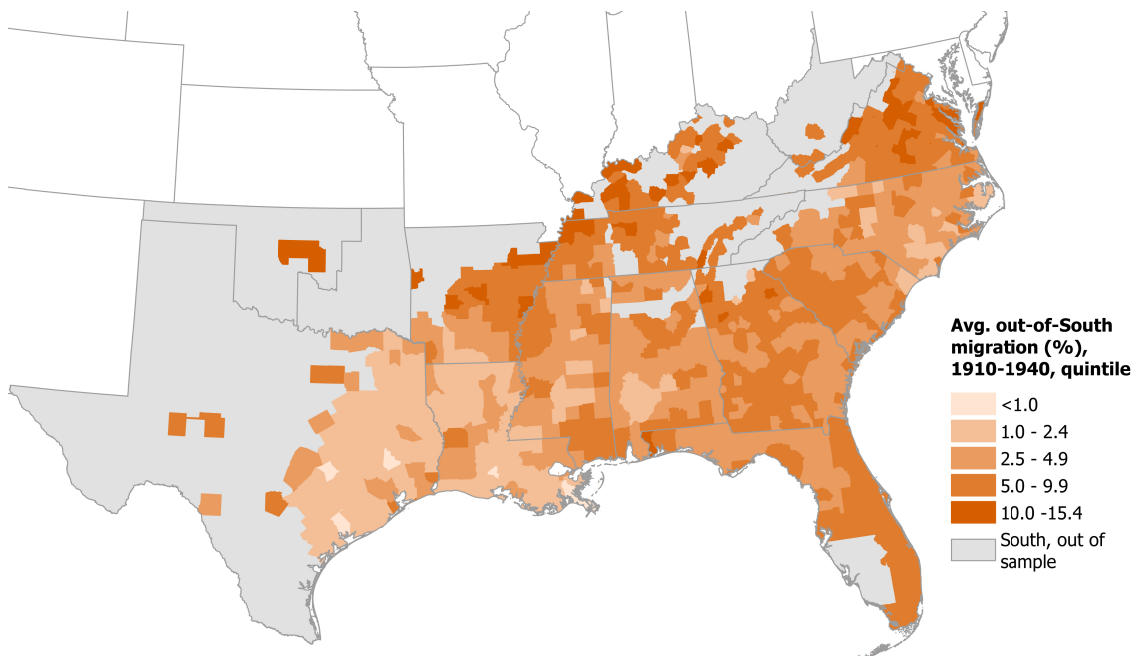 Avg. out-of-South
migration (%),
1910-1940, quintile
<1.0
1.0 - 2.4
2.5 - 4.9
5.0 - 9.9
10.0 -15.4
South, out of
sample